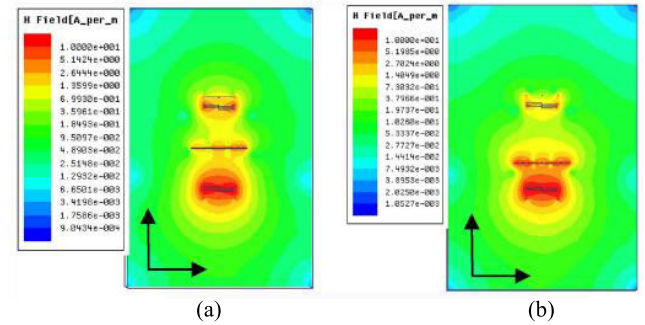 H Field[A_per_m
1.0000e+001
5.1424e+000
2.6444e+000
1.3599e+000
6.9930e-001
3.5961e-001
1.8493e-001
9.5097e-002
4.8903e-002
2.5148e-002
1.2932e-002
6.6501e-003
3.4198e-003
1.7586e-003
9.0434e-004
(a)
H Field[A_per_m
1.0000e+001
5.1985e+000
2.7024e+000
1.4049e+000
7.3032e-001
3.7966e-001
1.9737e-001
1.0260e-001
5.3337e-002
2.7727e-002
1.4414e-002
7.4932e-003
3.8953e-003
2.0250e-003
1.0527e-003
(b)